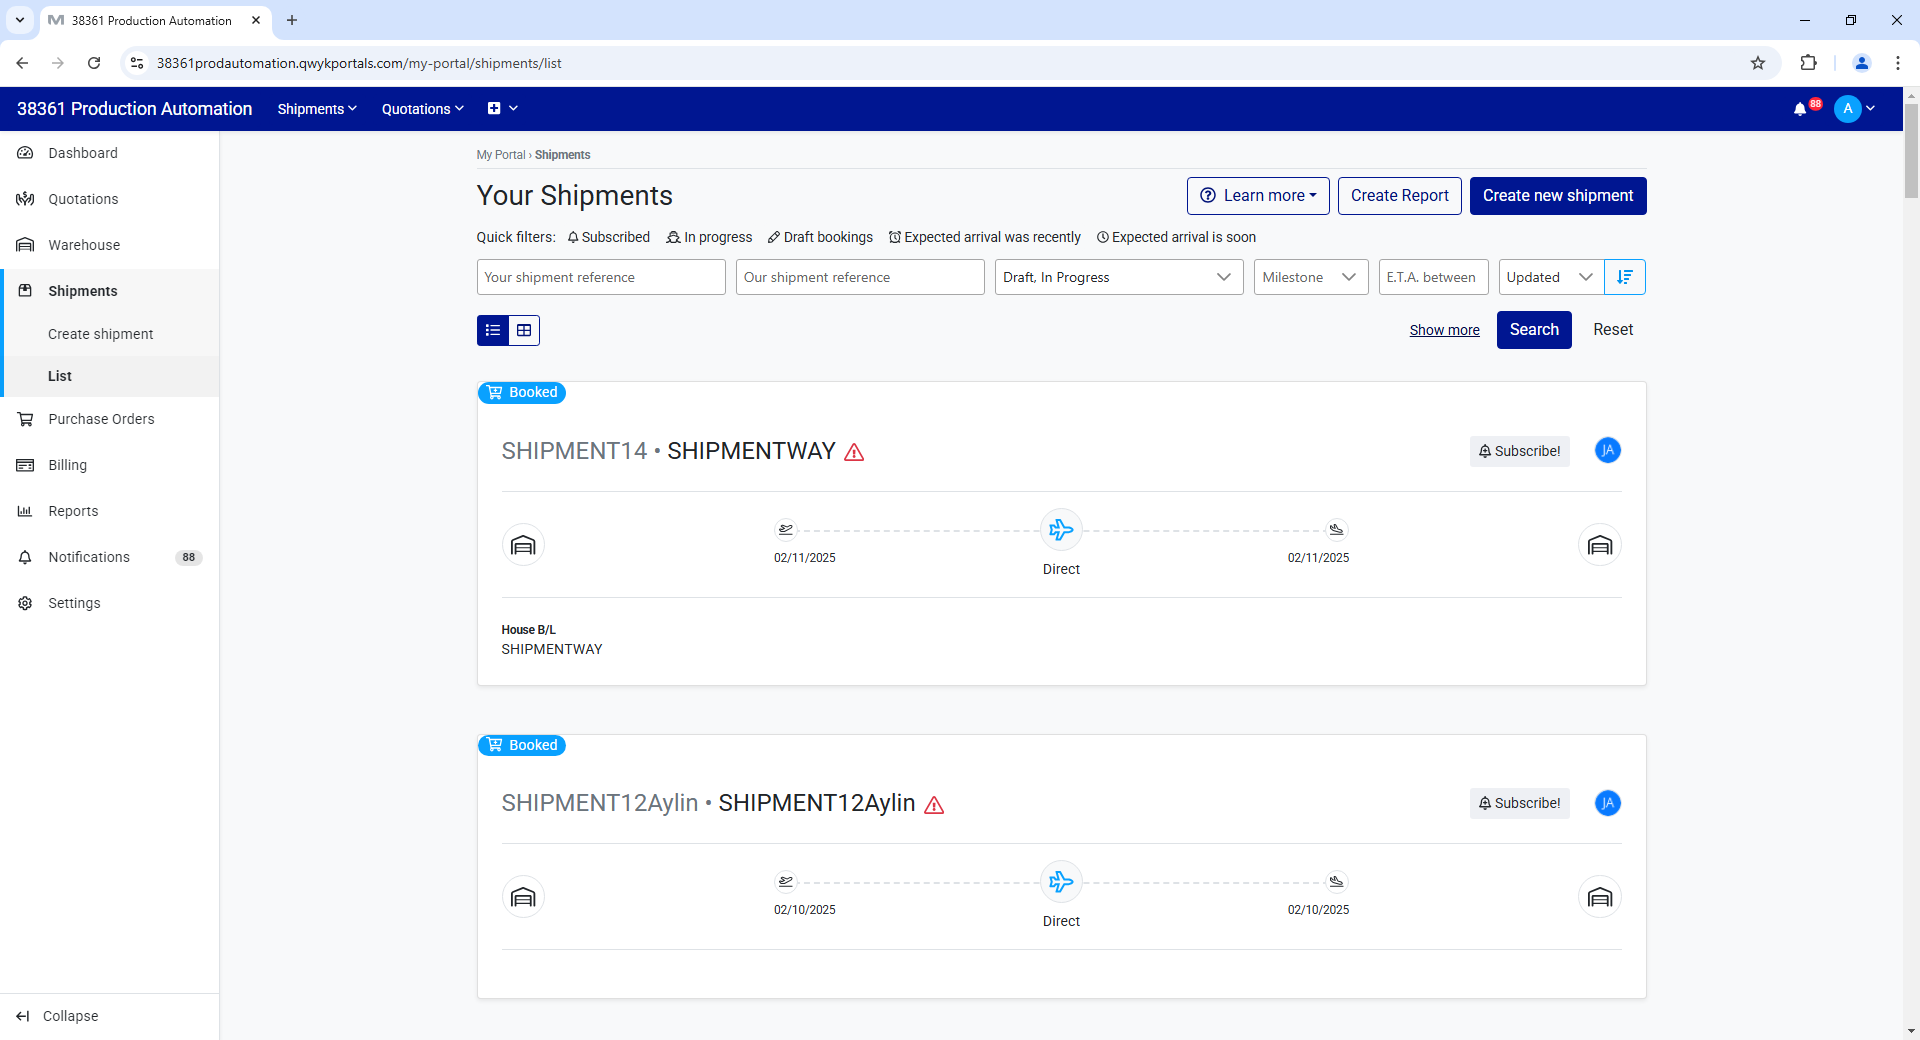 38361 Production Automation
38361prodautomation.qwykportals.com/my-portal/shipments/list
38361 Production Automation Shipments Quotations 88 A
Dashboard
Quotations
Warehouse
Shipments
Create shipment
List
Purchase Orders
Billing
Reports
Notifications 88
Settings
Collapse
My Portal › Shipments
Your Shipments
Learn more Create Report Create new shipment
Quick filters: Subscribed In progress Draft bookings Expected arrival was recently Expected arrival is soon
Your shipment reference Our shipment reference Draft, In Progress Milestone E.T.A. between Updated
Show more Search Reset
Booked
SHIPMENT14 • SHIPMENTWAY Subscribe! JA
02/11/2025 02/11/2025
Direct
House B/L
SHIPMENTWAY
Booked
SHIPMENT12Aylin • SHIPMENT12Aylin Subscribe! JA
02/10/2025 02/10/2025
Direct